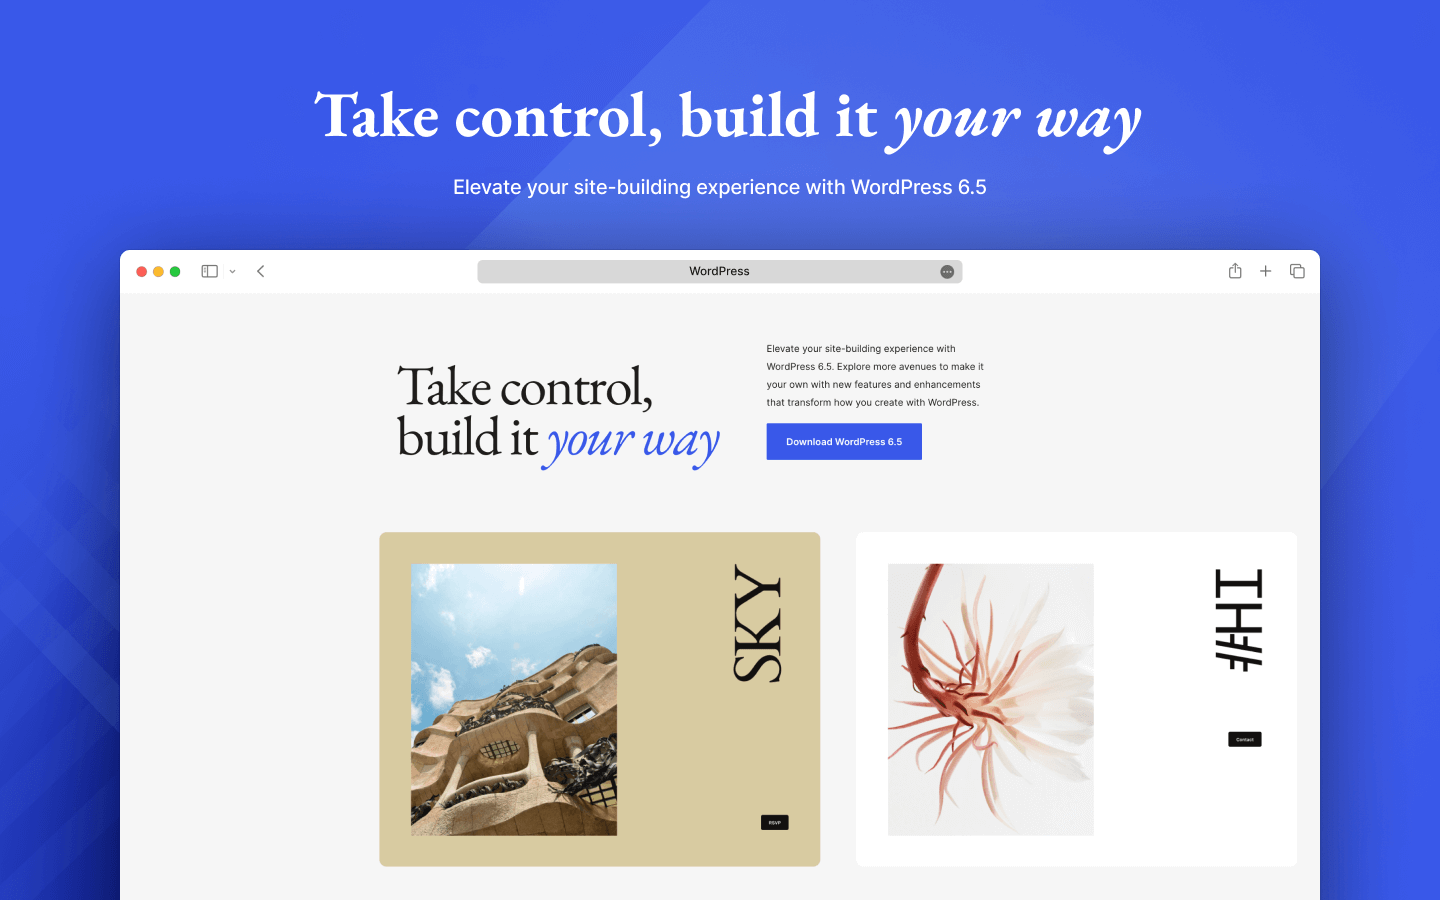 Take control, build it your way
Elevate your site-building experience with WordPress 6.5
WordPress
Take control,
build it your way
Elevate your site-building experience with
WordPress 6.5. Explore more avenues to make it
your own with new features and enhancements
that transform how you create with WordPress.
Download WordPress 6.5
SKY
RSVP
#HI
Contact